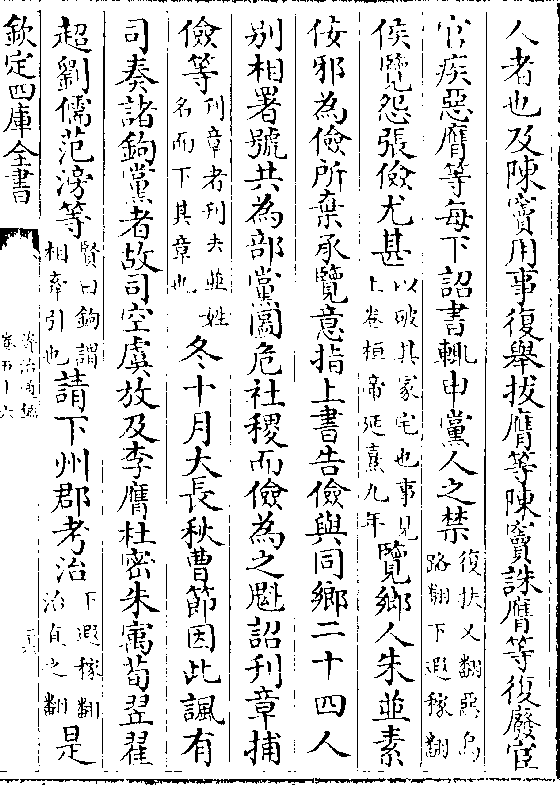 人者也及陳竇用事復舉拔膺等陳竇誅膺等復廢宦
官疾惡膺等每下詔書輒申黨人之禁復扶又翻惡烏路翻下遐稼翻
侯覽怨張儉尤甚以破其家宅也事見上卷桓帝延熹九年覽鄉人朱並素
佞邪為儉所棄承覽意指上書告儉與同鄉二十四人
別相署號共為部黨圖危社稷而儉為之魁詔刊章捕
儉等刊章者刊去並姓名而下其章也冬十月大長秋曹節因此諷有
司奏諸鉤黨者故司空虞放及李膺杜密朱寓荀翌翟
超劉儒范滂等賢曰鉤謂相牽引也請下州郡考治下遐稼翻治直之翻是
欽定四庫全書
資治通鑑
卷五十六